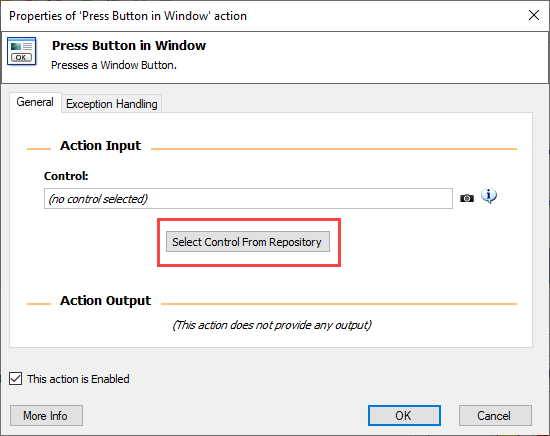 Properties of 'Press Button in Window' action
Press Button in Window
OK
Presses a Window Button.
General
Exception Handling
Action Input
Control:
(no control selected)
Select Control From Repository
Action Output
(This action does not provide any output)
This action is Enabled
More Info
OK
Cancel